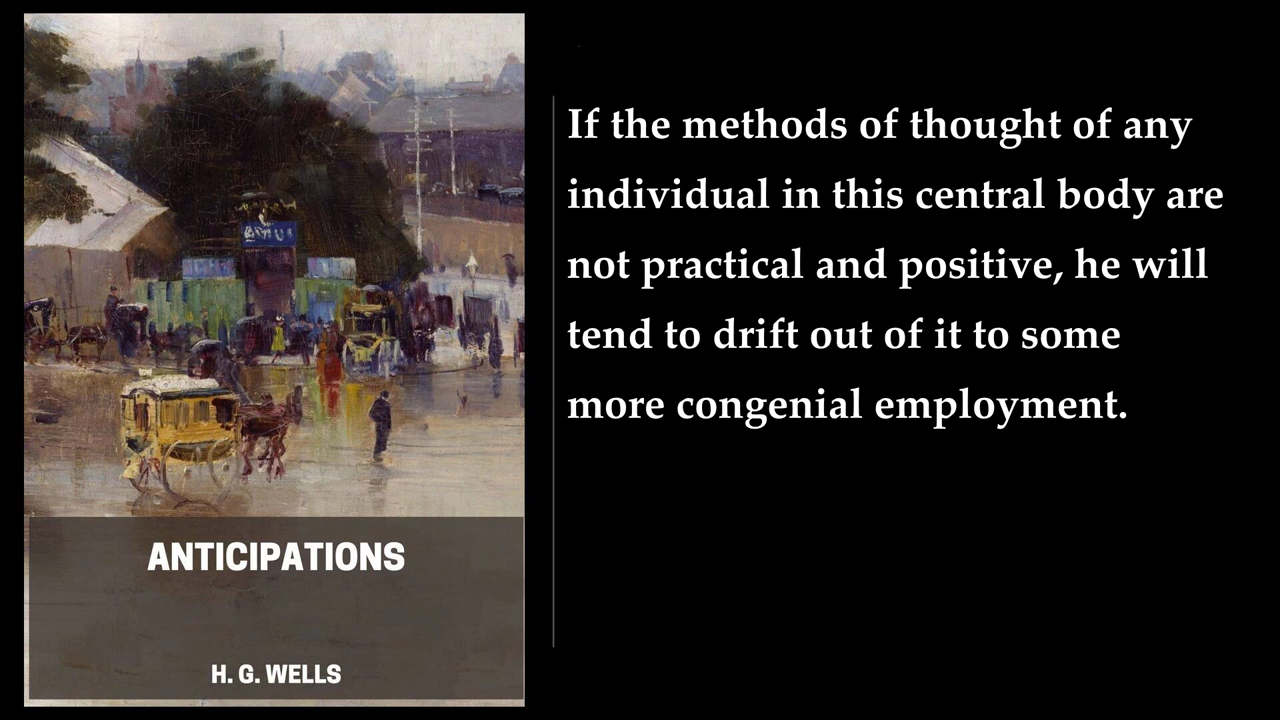 ANTICIPATIONS
H. G. WELLS
If the methods of thought of any
individual in this central body are
not practical and positive, he will
tend to drift out of it to some
more congenial employment.